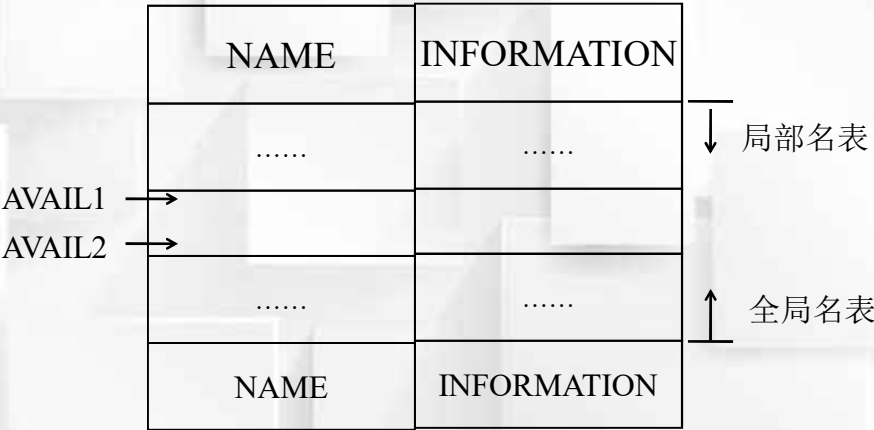 NAME INFORMATION
…… …… 局部名表
AVAIL1
AVAIL2
…… …… 全局名表
NAME INFORMATION